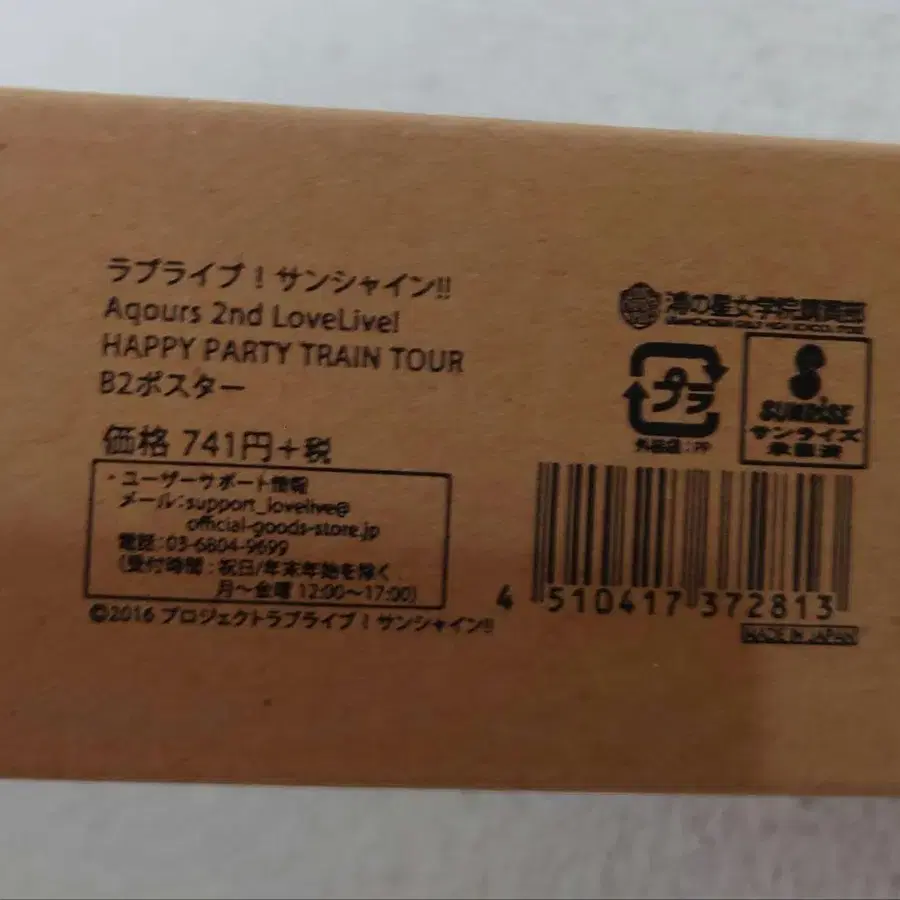 ラブライブ！サンシャイン!!
Aqours 2nd LoveLive!
HAPPY PARTY TRAIN TOUR
B2ポスター
価格 741円＋税
・ユーザーサポート情報
メール:support_lovelive@
official-goods-store.jp
電話:03-6804-9699
(受付時間：祝日/年末年始を除く
月～金曜 12:00～17:00)
©2016 プロジェクトラブライブ！サンシャイン!!
浦の星女学院購買部
プラ
外袋:PP
SUNRISE
サンライズ
承認済
4 510417 372813
MADE IN JAPAN